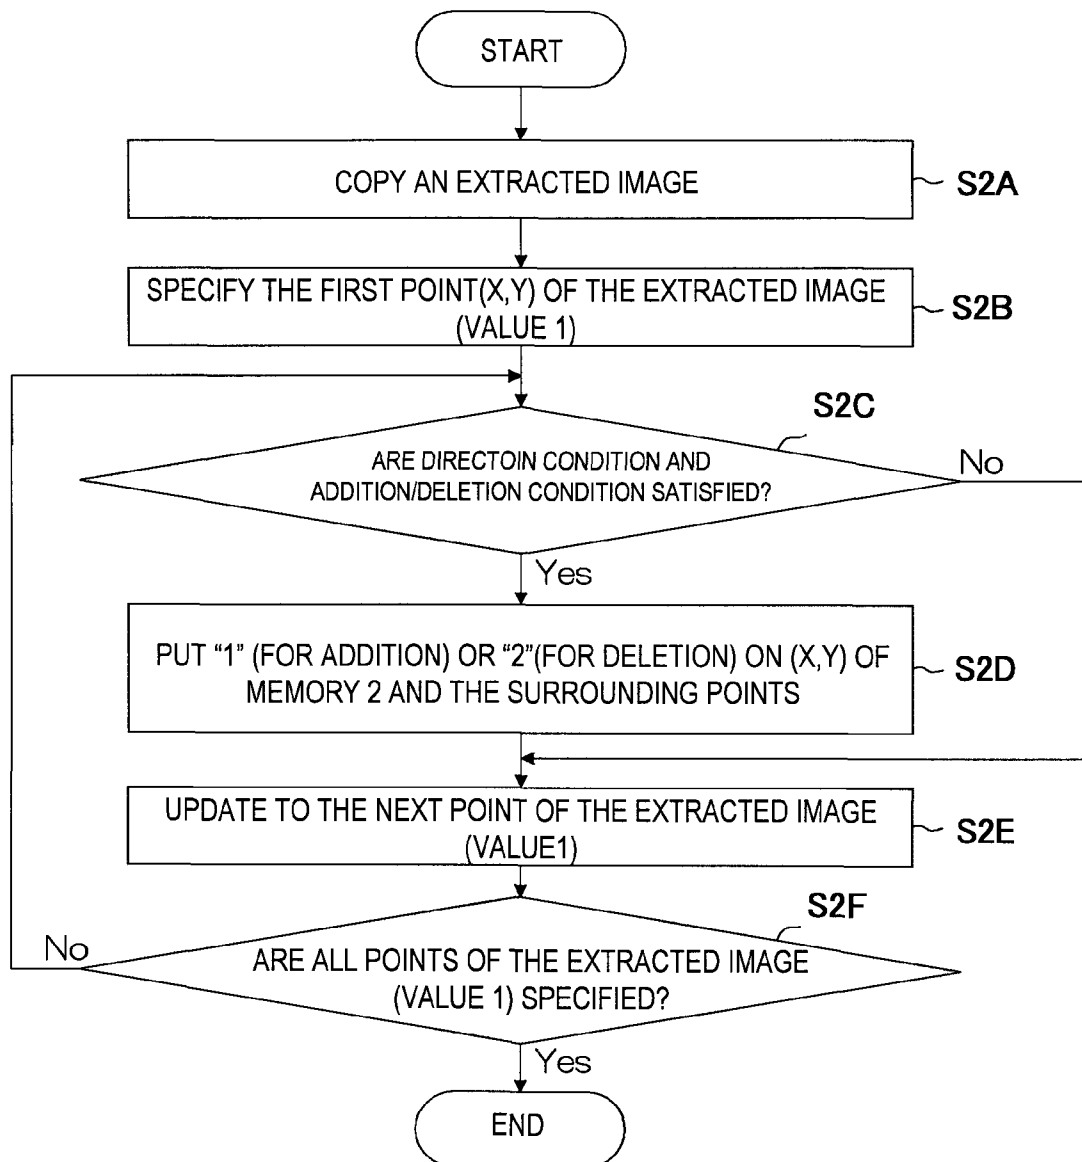 START
COPY AN EXTRACTED IMAGE
S2A
SPECIFY THE FIRST POINT(X,Y) OF THE EXTRACTED IMAGE
(VALUE 1)
S2B
S2C
ARE DIRECTOIN CONDITION AND
ADDITION/DELETION CONDITION SATISFIED?
No
Yes
PUT “1” (FOR ADDITION) OR “2”(FOR DELETION) ON (X,Y) OF
MEMORY 2 AND THE SURROUNDING POINTS
S2D
UPDATE TO THE NEXT POINT OF THE EXTRACTED IMAGE
(VALUE1)
S2E
S2F
No
ARE ALL POINTS OF THE EXTRACTED IMAGE
(VALUE 1) SPECIFIED?
Yes
END